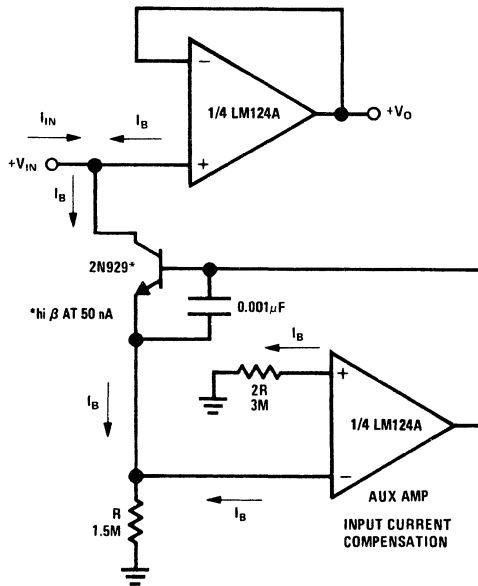 −
1/4 LM124A
+V_O
I_IN
I_B
+
+V_IN
I_B
2N929*
*hi β AT 50 nA
0.001μF
I_B
+
2R
3M
I_B
1/4 LM124A
−
AUX AMP
I_B
R
1.5M
INPUT CURRENT
COMPENSATION